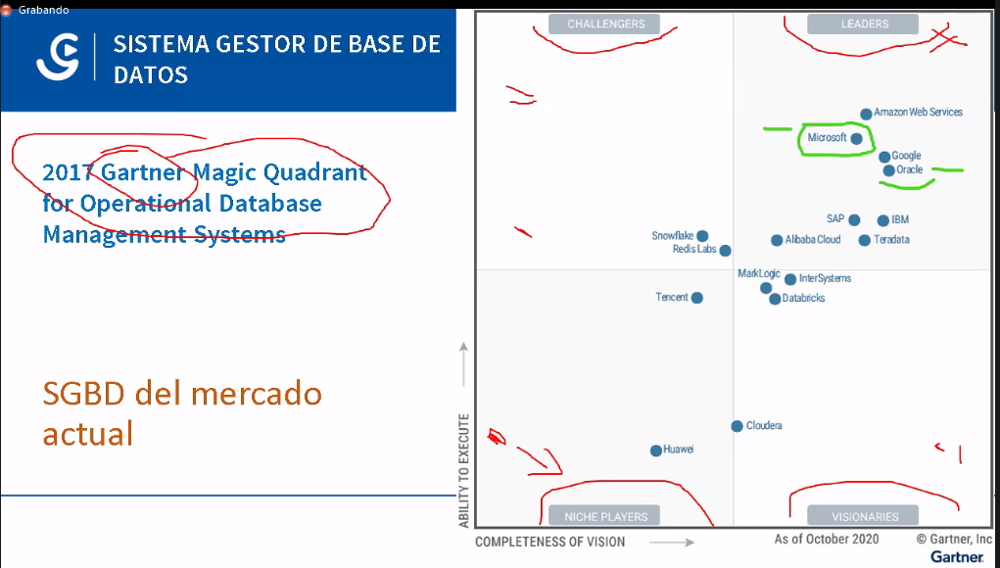 Grabando
SISTEMA GESTOR DE BASE DE
DATOS
2017 Gartner Magic Quadrant
for Operational Database
Management Systems
SGBD del mercado
actual
CHALLENGERS
LEADERS
Amazon Web Services
Microsoft
Google
Oracle
SAP
IBM
Snowflake
Alibaba Cloud
Teradata
Redis Labs
MarkLogic
InterSystems
Tencent
Databricks
Cloudera
Huawei
NICHE PLAYERS
VISIONARIES
ABILITY TO EXECUTE
COMPLETENESS OF VISION
As of October 2020
© Gartner, Inc
Gartner